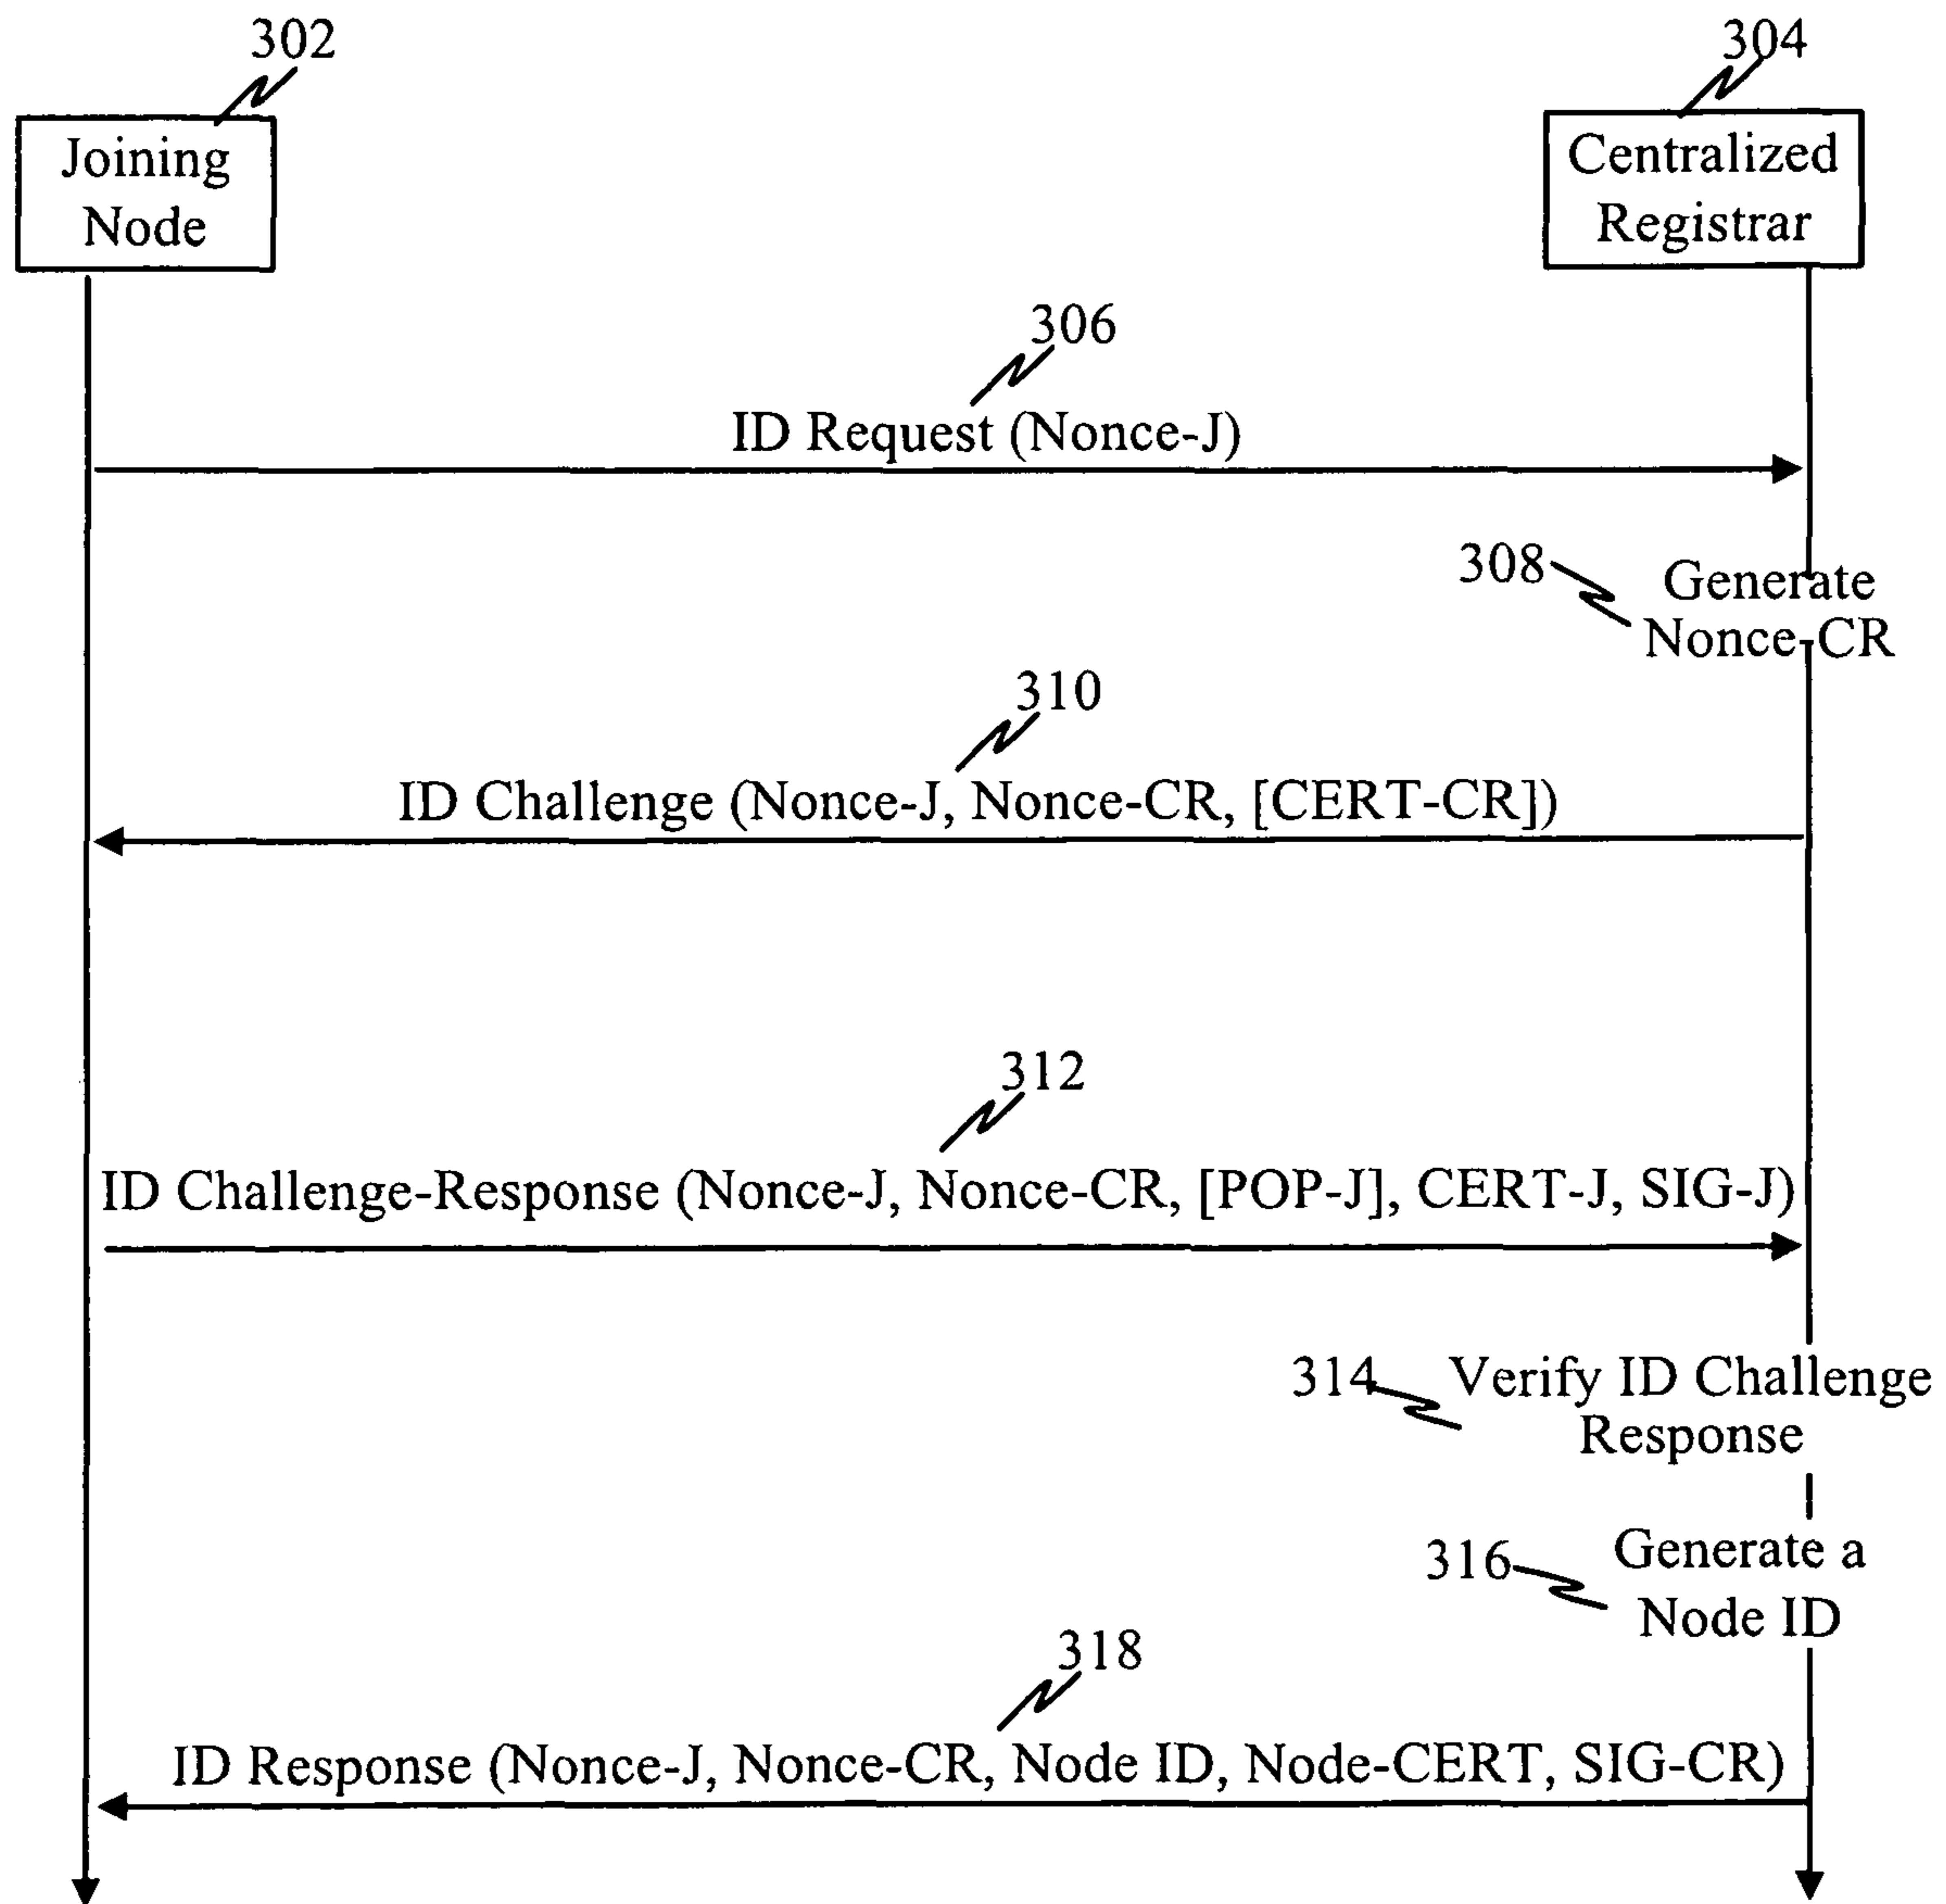 302
304
Joining
Node
Centralized
Registrar
306
ID Request (Nonce-J)
308
Generate
Nonce-CR
310
ID Challenge (Nonce-J, Nonce-CR, [CERT-CR])
312
ID Challenge-Response (Nonce-J, Nonce-CR, [POP-J], CERT-J, SIG-J)
314
Verify ID Challenge
Response
316
Generate a
Node ID
318
ID Response (Nonce-J, Nonce-CR, Node ID, Node-CERT, SIG-CR)